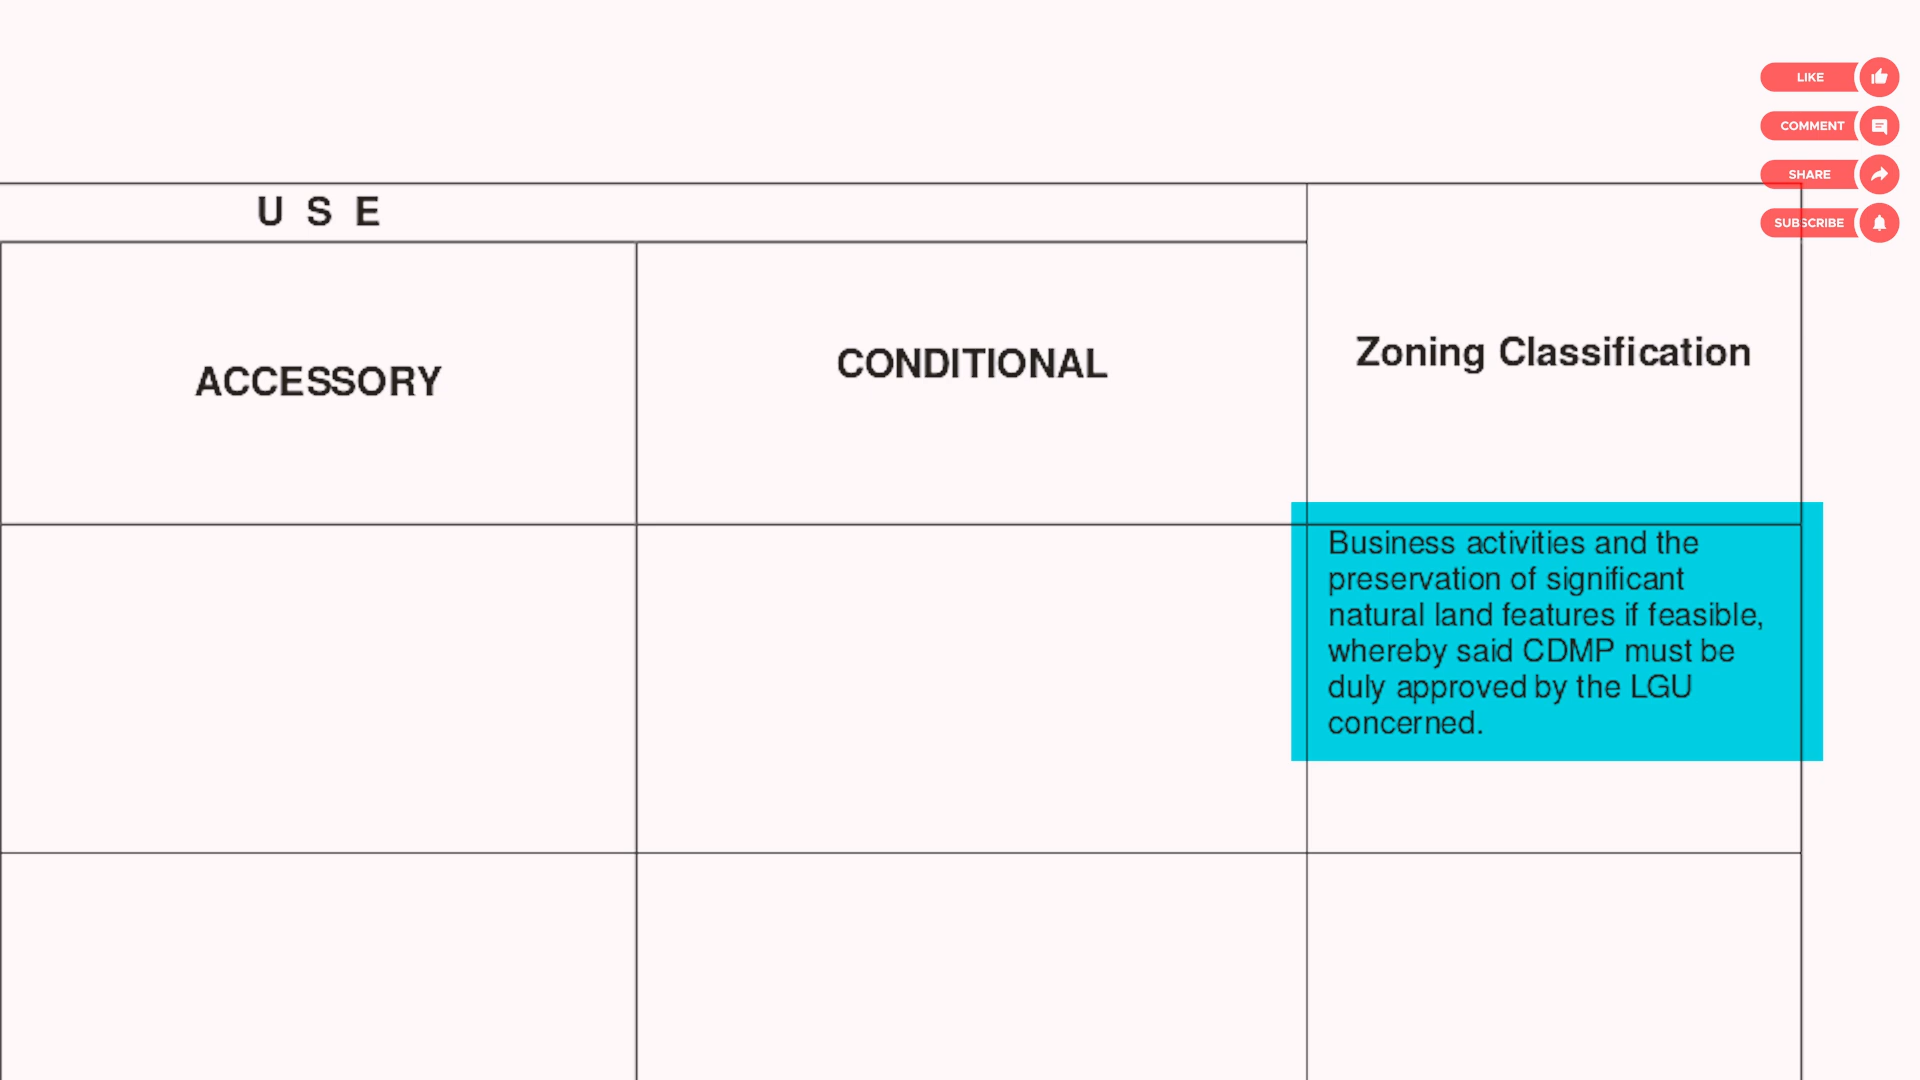 LIKE
COMMENT
SHARE
SUBSCRIBE
U S E
ACCESSORY
CONDITIONAL
Zoning Classification
Business activities and the
preservation of significant
natural land features if feasible,
whereby said CDMP must be
duly approved by the LGU
concerned.